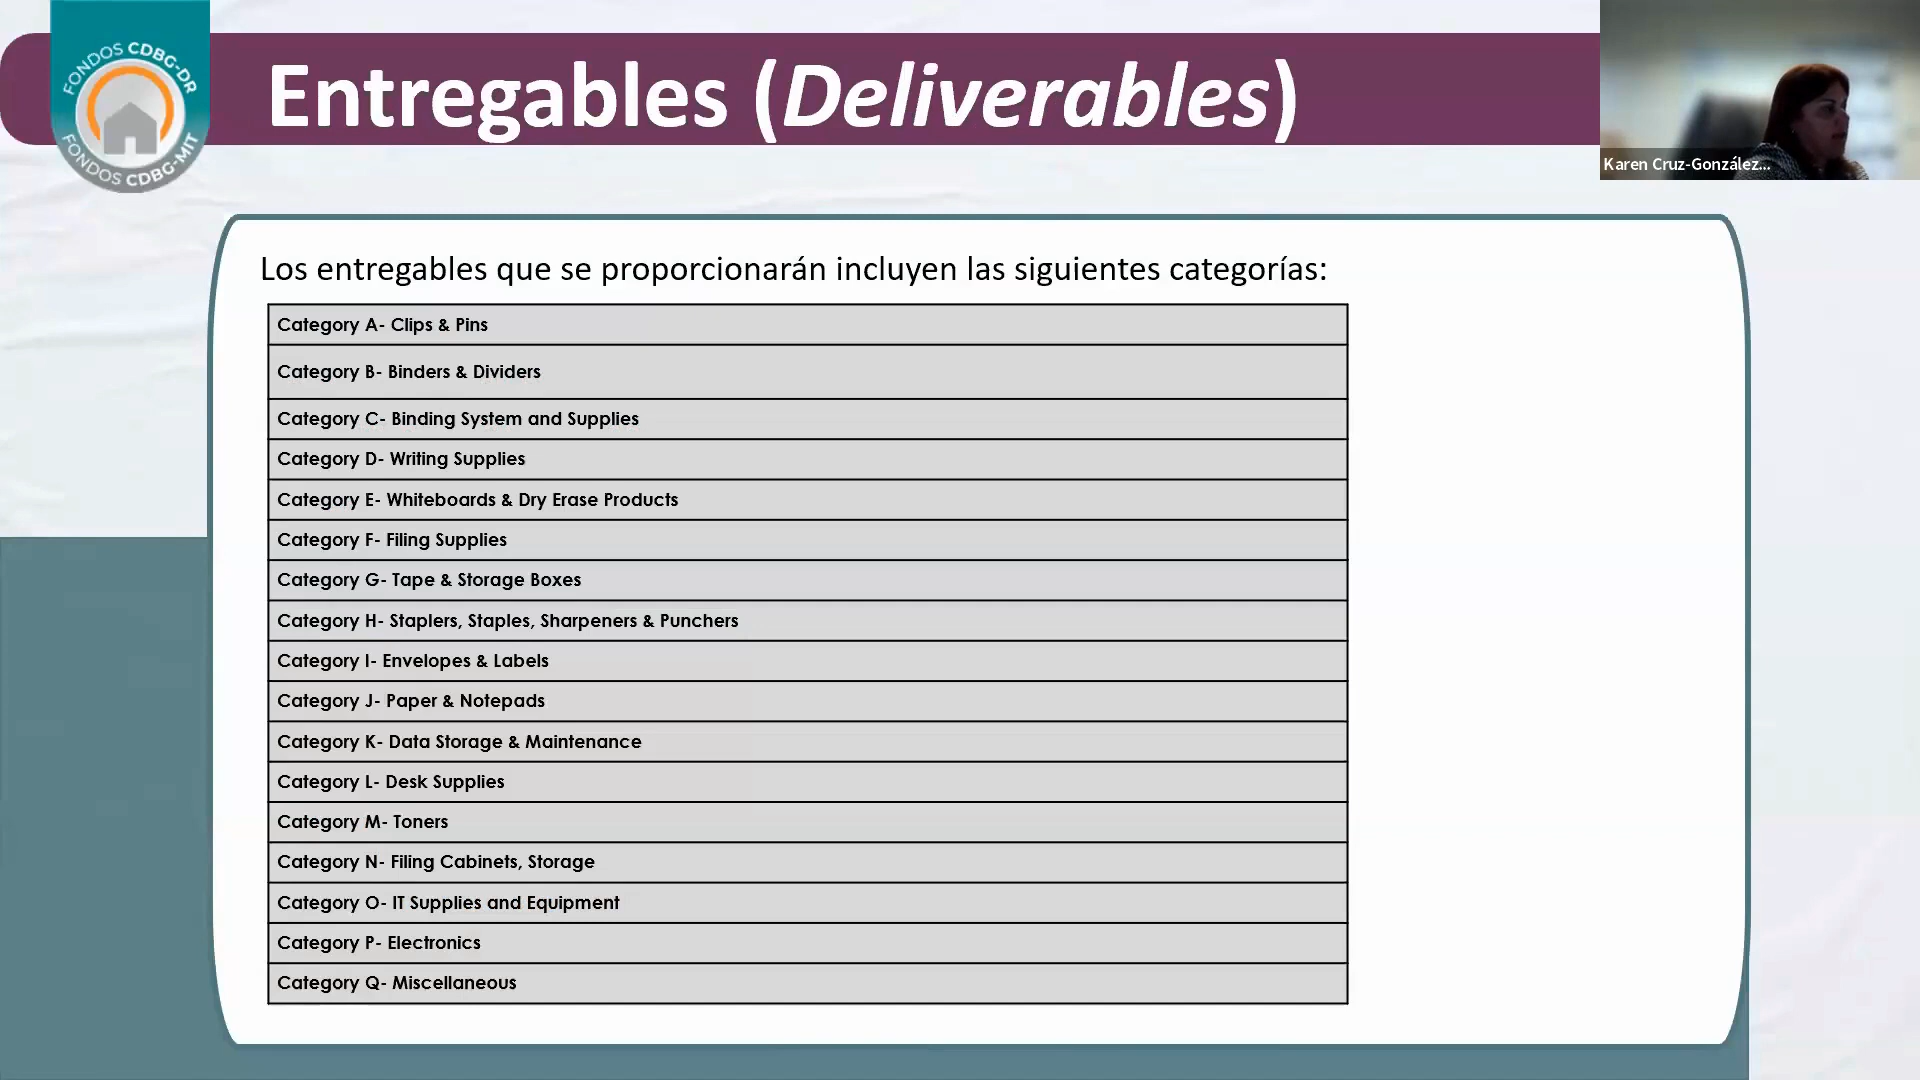 FONDOS CDBG-DR
FONDOS CDBG-MIT
Entregables (Deliverables)
Karen Cruz-González...
Los entregables que se proporcionarán incluyen las siguientes categorías:
Category A- Clips & Pins
Category B- Binders & Dividers
Category C- Binding System and Supplies
Category D- Writing Supplies
Category E- Whiteboards & Dry Erase Products
Category F- Filing Supplies
Category G- Tape & Storage Boxes
Category H- Staplers, Staples, Sharpeners & Punchers
Category I- Envelopes & Labels
Category J- Paper & Notepads
Category K- Data Storage & Maintenance
Category L- Desk Supplies
Category M- Toners
Category N- Filing Cabinets, Storage
Category O- IT Supplies and Equipment
Category P- Electronics
Category Q- Miscellaneous